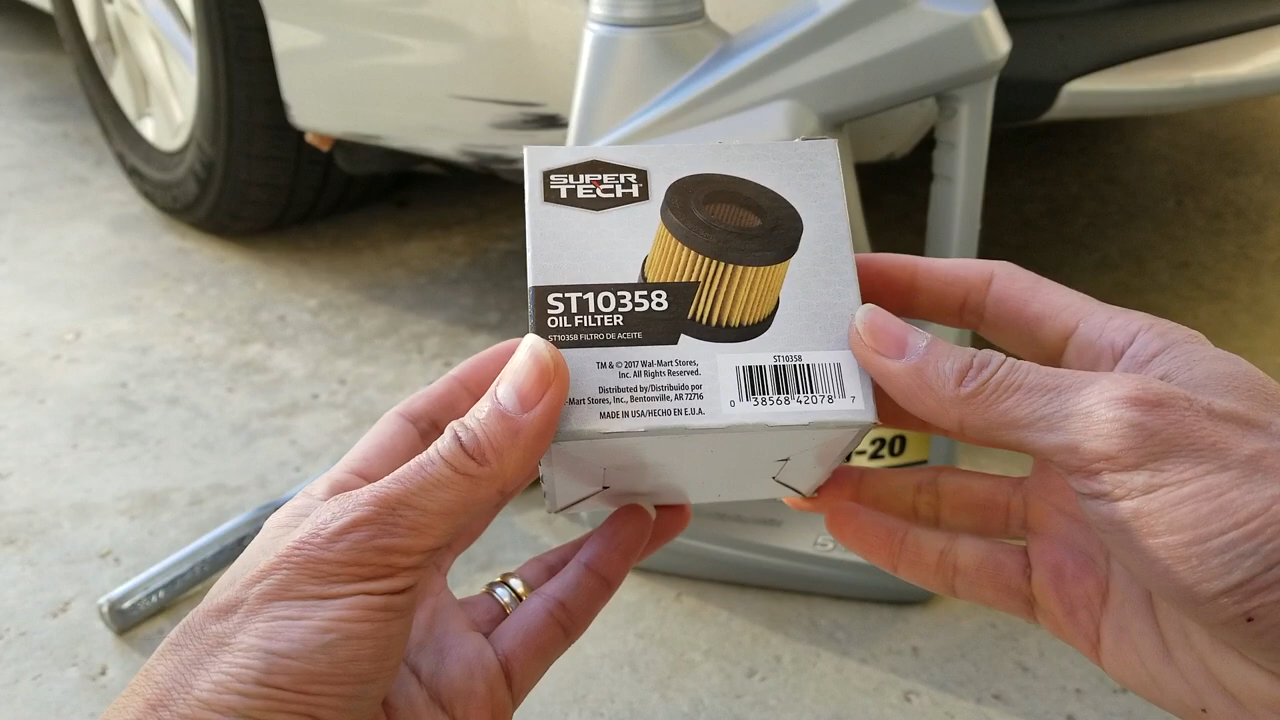 SUPER
TECH
ST10358
OIL FILTER
ST10358 FILTRO DE ACEITE
TM & © 2017 Wal-Mart Stores,
Inc. All Rights Reserved.
Distributed by/Distribuido por
-Mart Stores, Inc., Bentonville, AR 72716
MADE IN USA/HECHO EN E.U.A.
ST10358
0 38568 42078 7
-20
5